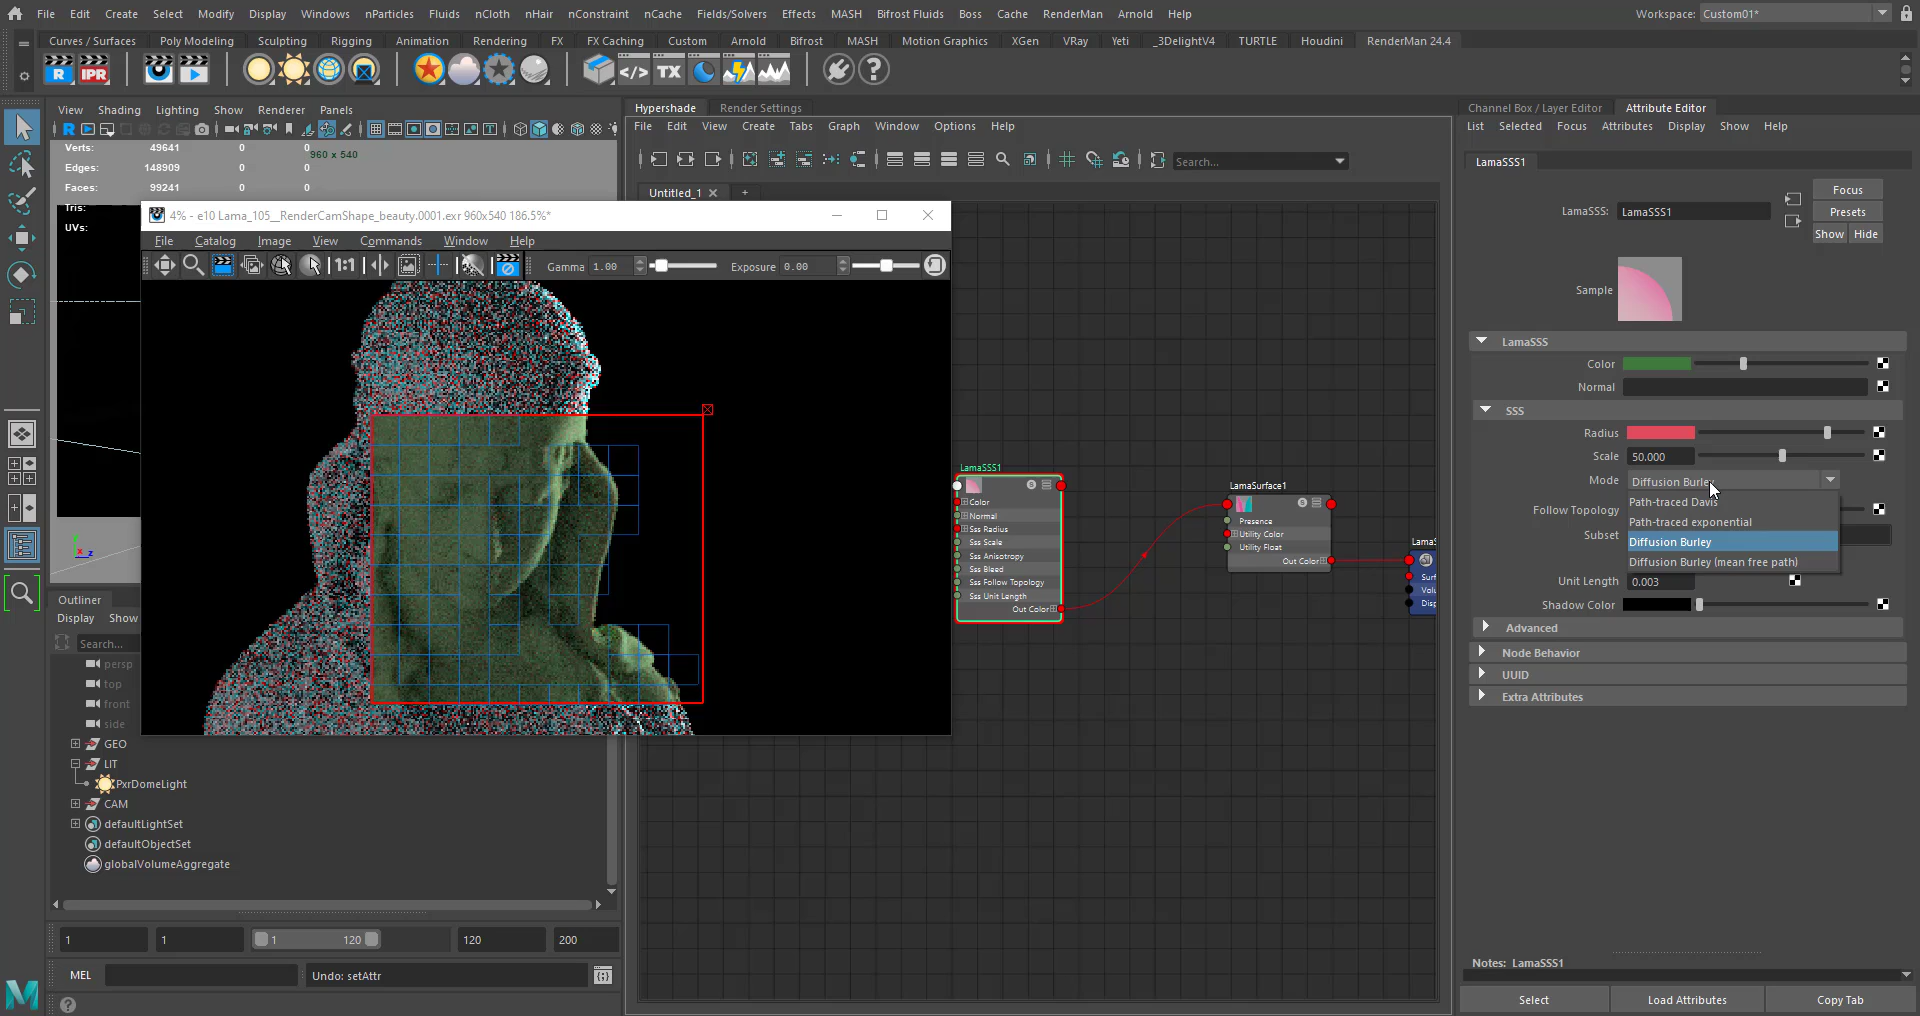 File Edit Create Select Modify Display Windows nParticles Fluids nCloth nHair nConstraint nCache Fields/Solvers Effects MASH Bifrost Fluids Boss Cache RenderMan Arnold Help Workspace: Custom01*
Curves / Surfaces Poly Modeling Sculpting Rigging Animation Rendering FX FX Caching Custom Arnold Bifrost MASH Motion Graphics XGen VRay Yeti _3DelightV4 TURTLE Houdini RenderMan 24.4
R IPR </> TX
View Shading Lighting Show Renderer Panels
Hypershade Render Settings
Channel Box / Layer Editor Attribute Editor
File Edit View Create Tabs Graph Window Options Help
List Selected Focus Attributes Display Show Help
Verts: 49641 0 0
960 x 540
Edges: 148909 0 0
Faces: 99241 0 0
Tris:
UVs:
Search...
LamaSSS1
Untitled_1 +
4% - e10 Lama_105__RenderCamShape_beauty.0001.exr 960x540 186.5%*
File Catalog Image View Commands Window Help
1:1 Gamma 1.00 Exposure 0.00
LamaSSS: LamaSSS1
Focus
Presets
Show Hide
Sample
LamaSSS
Color
Normal
SSS
Radius
Scale 50.000
Mode Diffusion Burley
Path-traced Davis
Path-traced exponential
Diffusion Burley
Diffusion Burley (mean free path)
Follow Topology
Subset
Unit Length 0.003
Shadow Color
Advanced
Node Behavior
UUID
Extra Attributes
LamaSSS1
Color
Normal
Sss Radius
Sss Scale
Sss Anisotropy
Sss Bleed
Sss Follow Topology
Sss Unit Length
Out Color
LamaSurface1
Presence
Utility Color
Utility Float
Out Color
LamaS
Surf
Volu
Disp
y z
Outliner
Display Show
Search...
persp
top
front
side
GEO
LIT
PxrDomeLight
CAM
defaultLightSet
defaultObjectSet
globalVolumeAggregate
1 1 1 120 120 200
MEL Undo: setAttr
Notes: LamaSSS1
Select Load Attributes Copy Tab